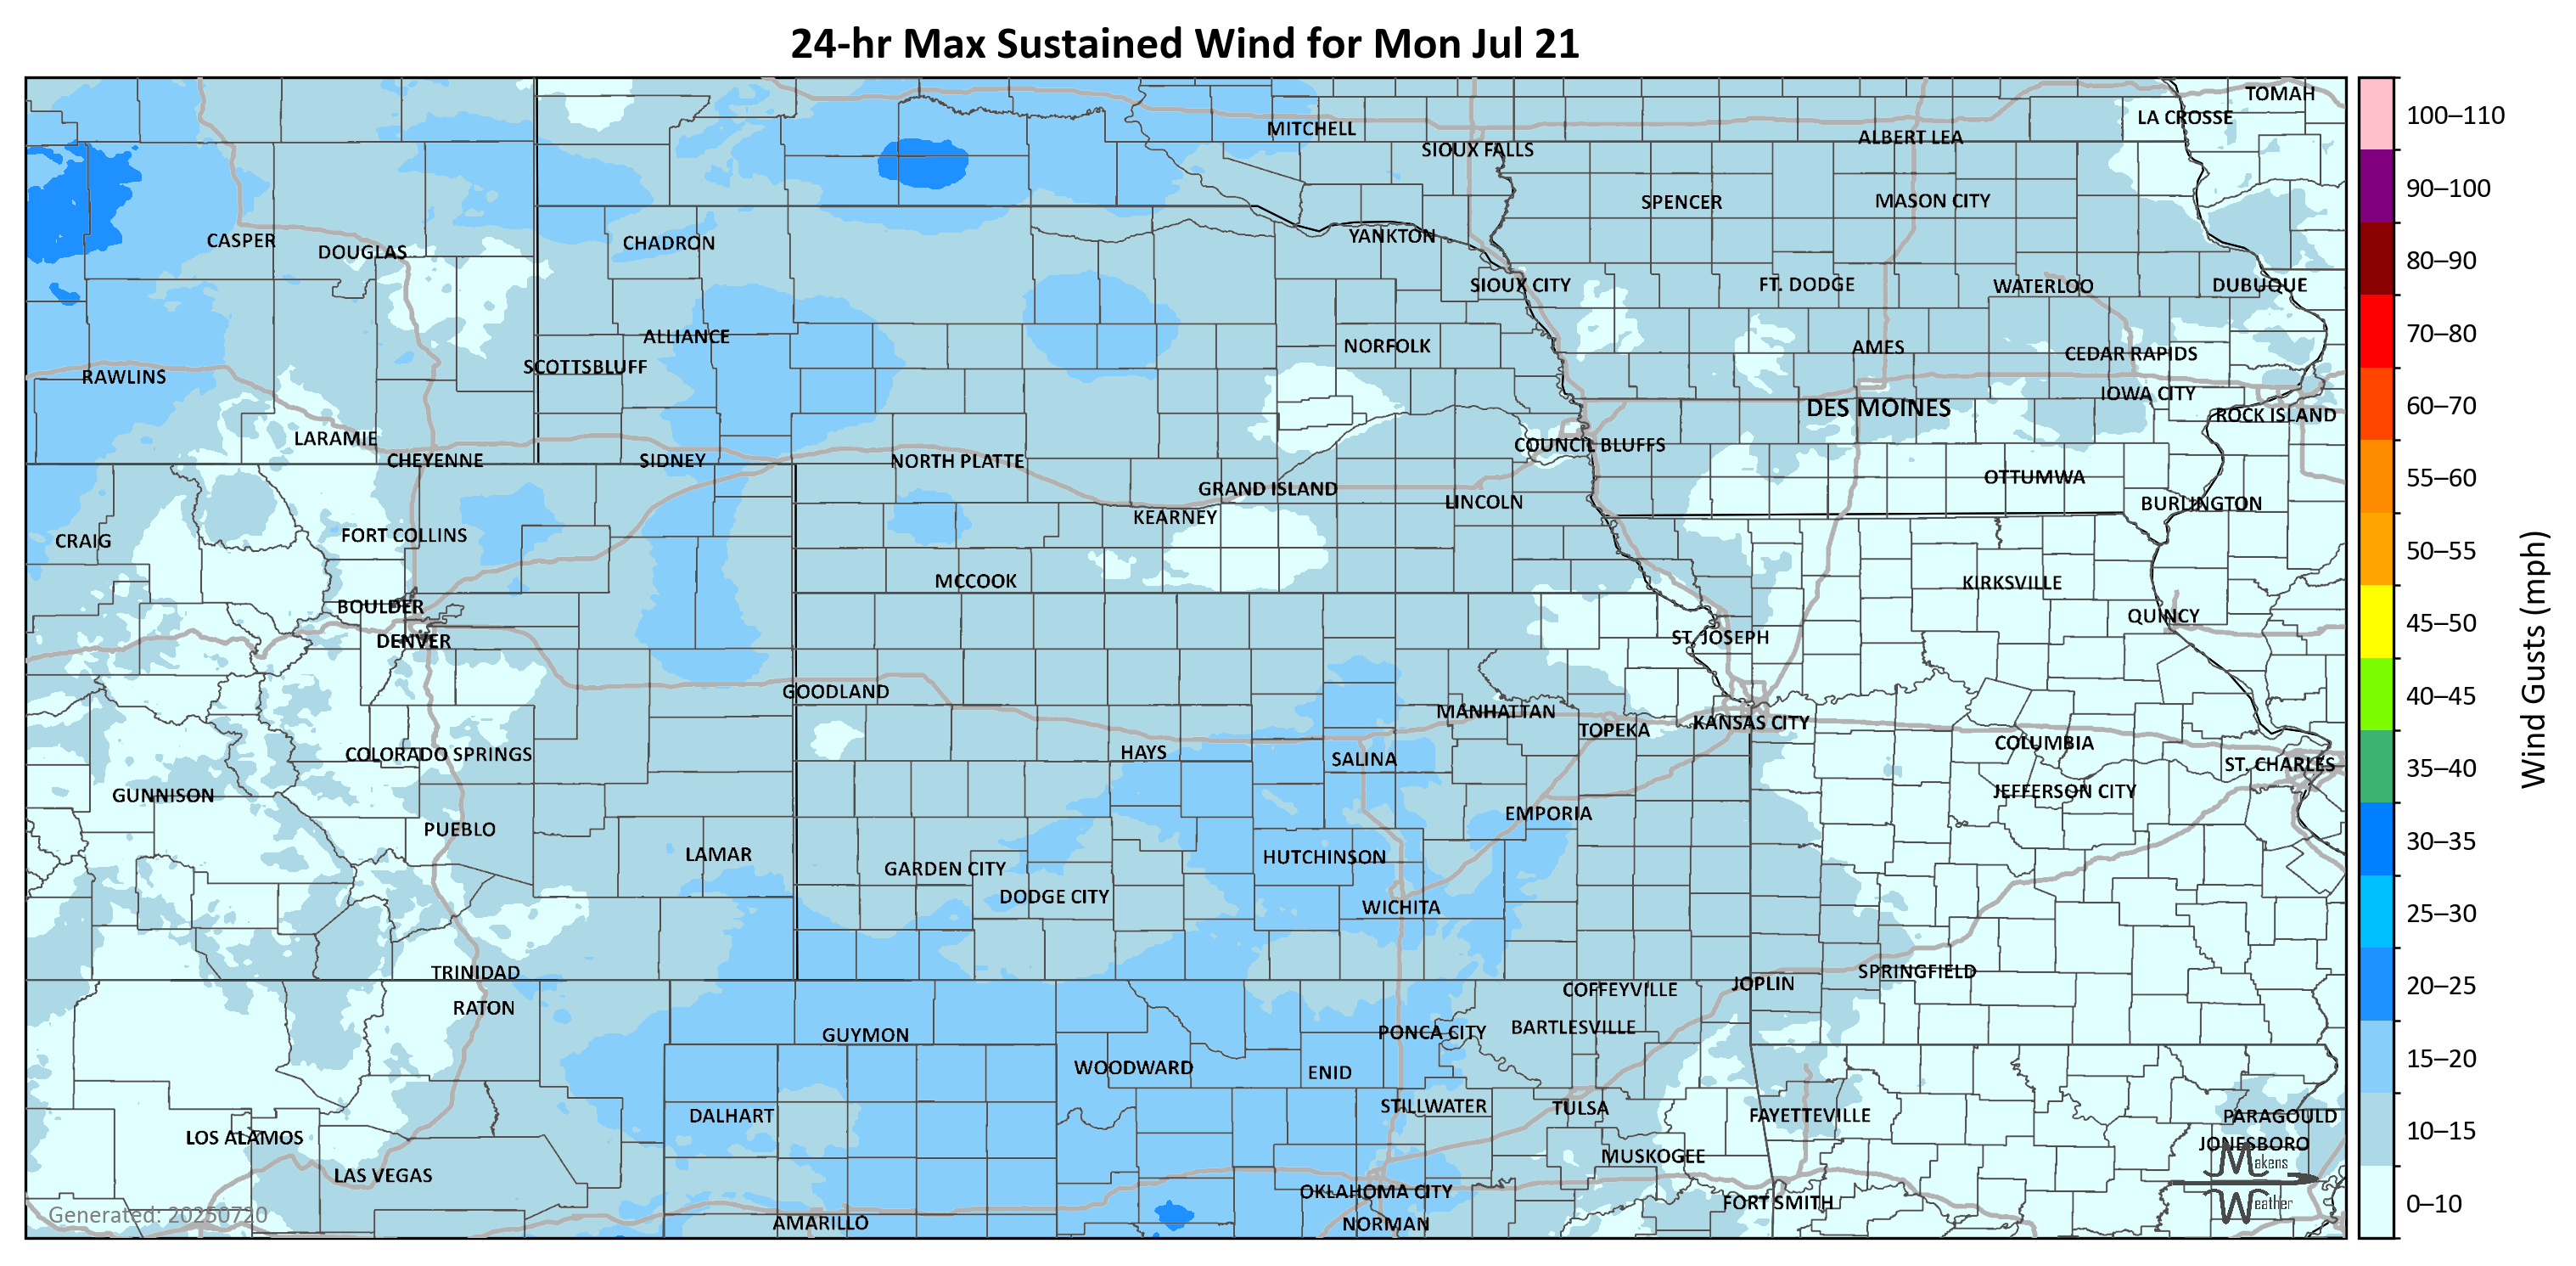 24-hr Max Sustained Wind for Mon Jul 21
TOMAH
LA CROSSE
MITCHELL
ALBERT LEA
SIOUX FALLS
SPENCER
MASON CITY
CASPER
DOUGLAS
CHADRON
YANKTON
SIOUX CITY
FT. DODGE
WATERLOO
DUBUQUE
ALLIANCE
NORFOLK
AMES
CEDAR RAPIDS
SCOTTSBLUFF
RAWLINS
IOWA CITY
DES MOINES
ROCK ISLAND
LARAMIE
COUNCIL BLUFFS
CHEYENNE
SIDNEY
NORTH PLATTE
OTTUMWA
GRAND ISLAND
LINCOLN
BURLINGTON
KEARNEY
CRAIG
FORT COLLINS
MCCOOK
KIRKSVILLE
BOULDER
QUINCY
DENVER
ST. JOSEPH
GOODLAND
MANHATTAN
TOPEKA
KANSAS CITY
COLORADO SPRINGS
HAYS
SALINA
COLUMBIA
ST. CHARLES
GUNNISON
JEFFERSON CITY
PUEBLO
EMPORIA
LAMAR
GARDEN CITY
HUTCHINSON
DODGE CITY
WICHITA
TRINIDAD
SPRINGFIELD
JOPLIN
RATON
COFFEYVILLE
GUYMON
PONCA CITY
BARTLESVILLE
WOODWARD
ENID
DALHART
STILLWATER
TULSA
FAYETTEVILLE
PARAGOULD
LOS ALAMOS
JONESBORO
LAS VEGAS
MUSKOGEE
OKLAHOMA CITY
FORT SMITH
AMARILLO
NORMAN
Generated: 20250720
Makens
Weather
100–110
90–100
80–90
70–80
60–70
55–60
50–55
45–50
40–45
35–40
30–35
25–30
20–25
15–20
10–15
0–10
Wind Gusts (mph)